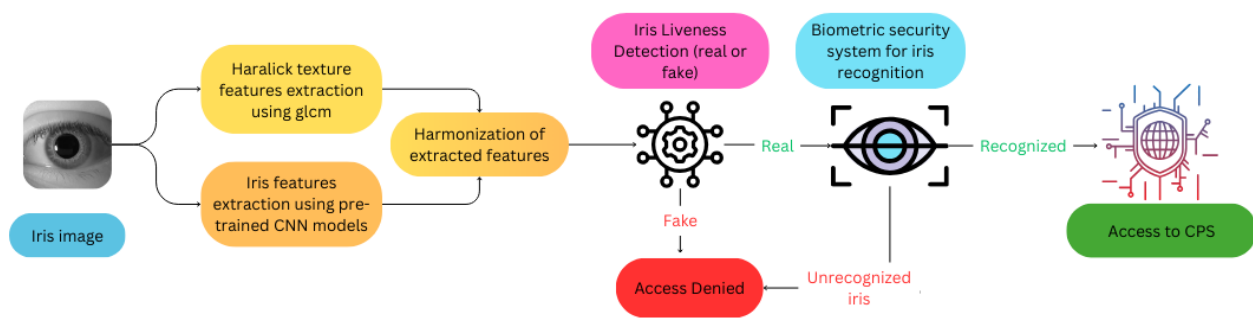 Iris image
Haralick texture
features extraction
using glcm
Iris features
extraction using pre-
trained CNN models
Harmonization of
extracted features
Iris Liveness
Detection (real or
fake)
Real
Fake
Access Denied
Biometric security
system for iris
recognition
Unrecognized
iris
Recognized
Access to CPS